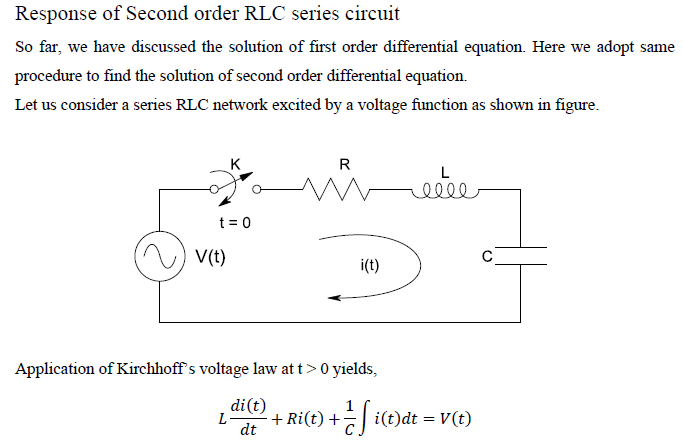 Response of Second order RLC series circuit
So far, we have discussed the solution of first order differential equation. Here we adopt same
procedure to find the solution of second order differential equation.
Let us consider a series RLC network excited by a voltage function as shown in figure.
K
R
L
t = 0
V(t)
i(t)
C
Application of Kirchhoff's voltage law at t > 0 yields,
L di(t)/dt + Ri(t) + 1/C ∫ i(t)dt = V(t)